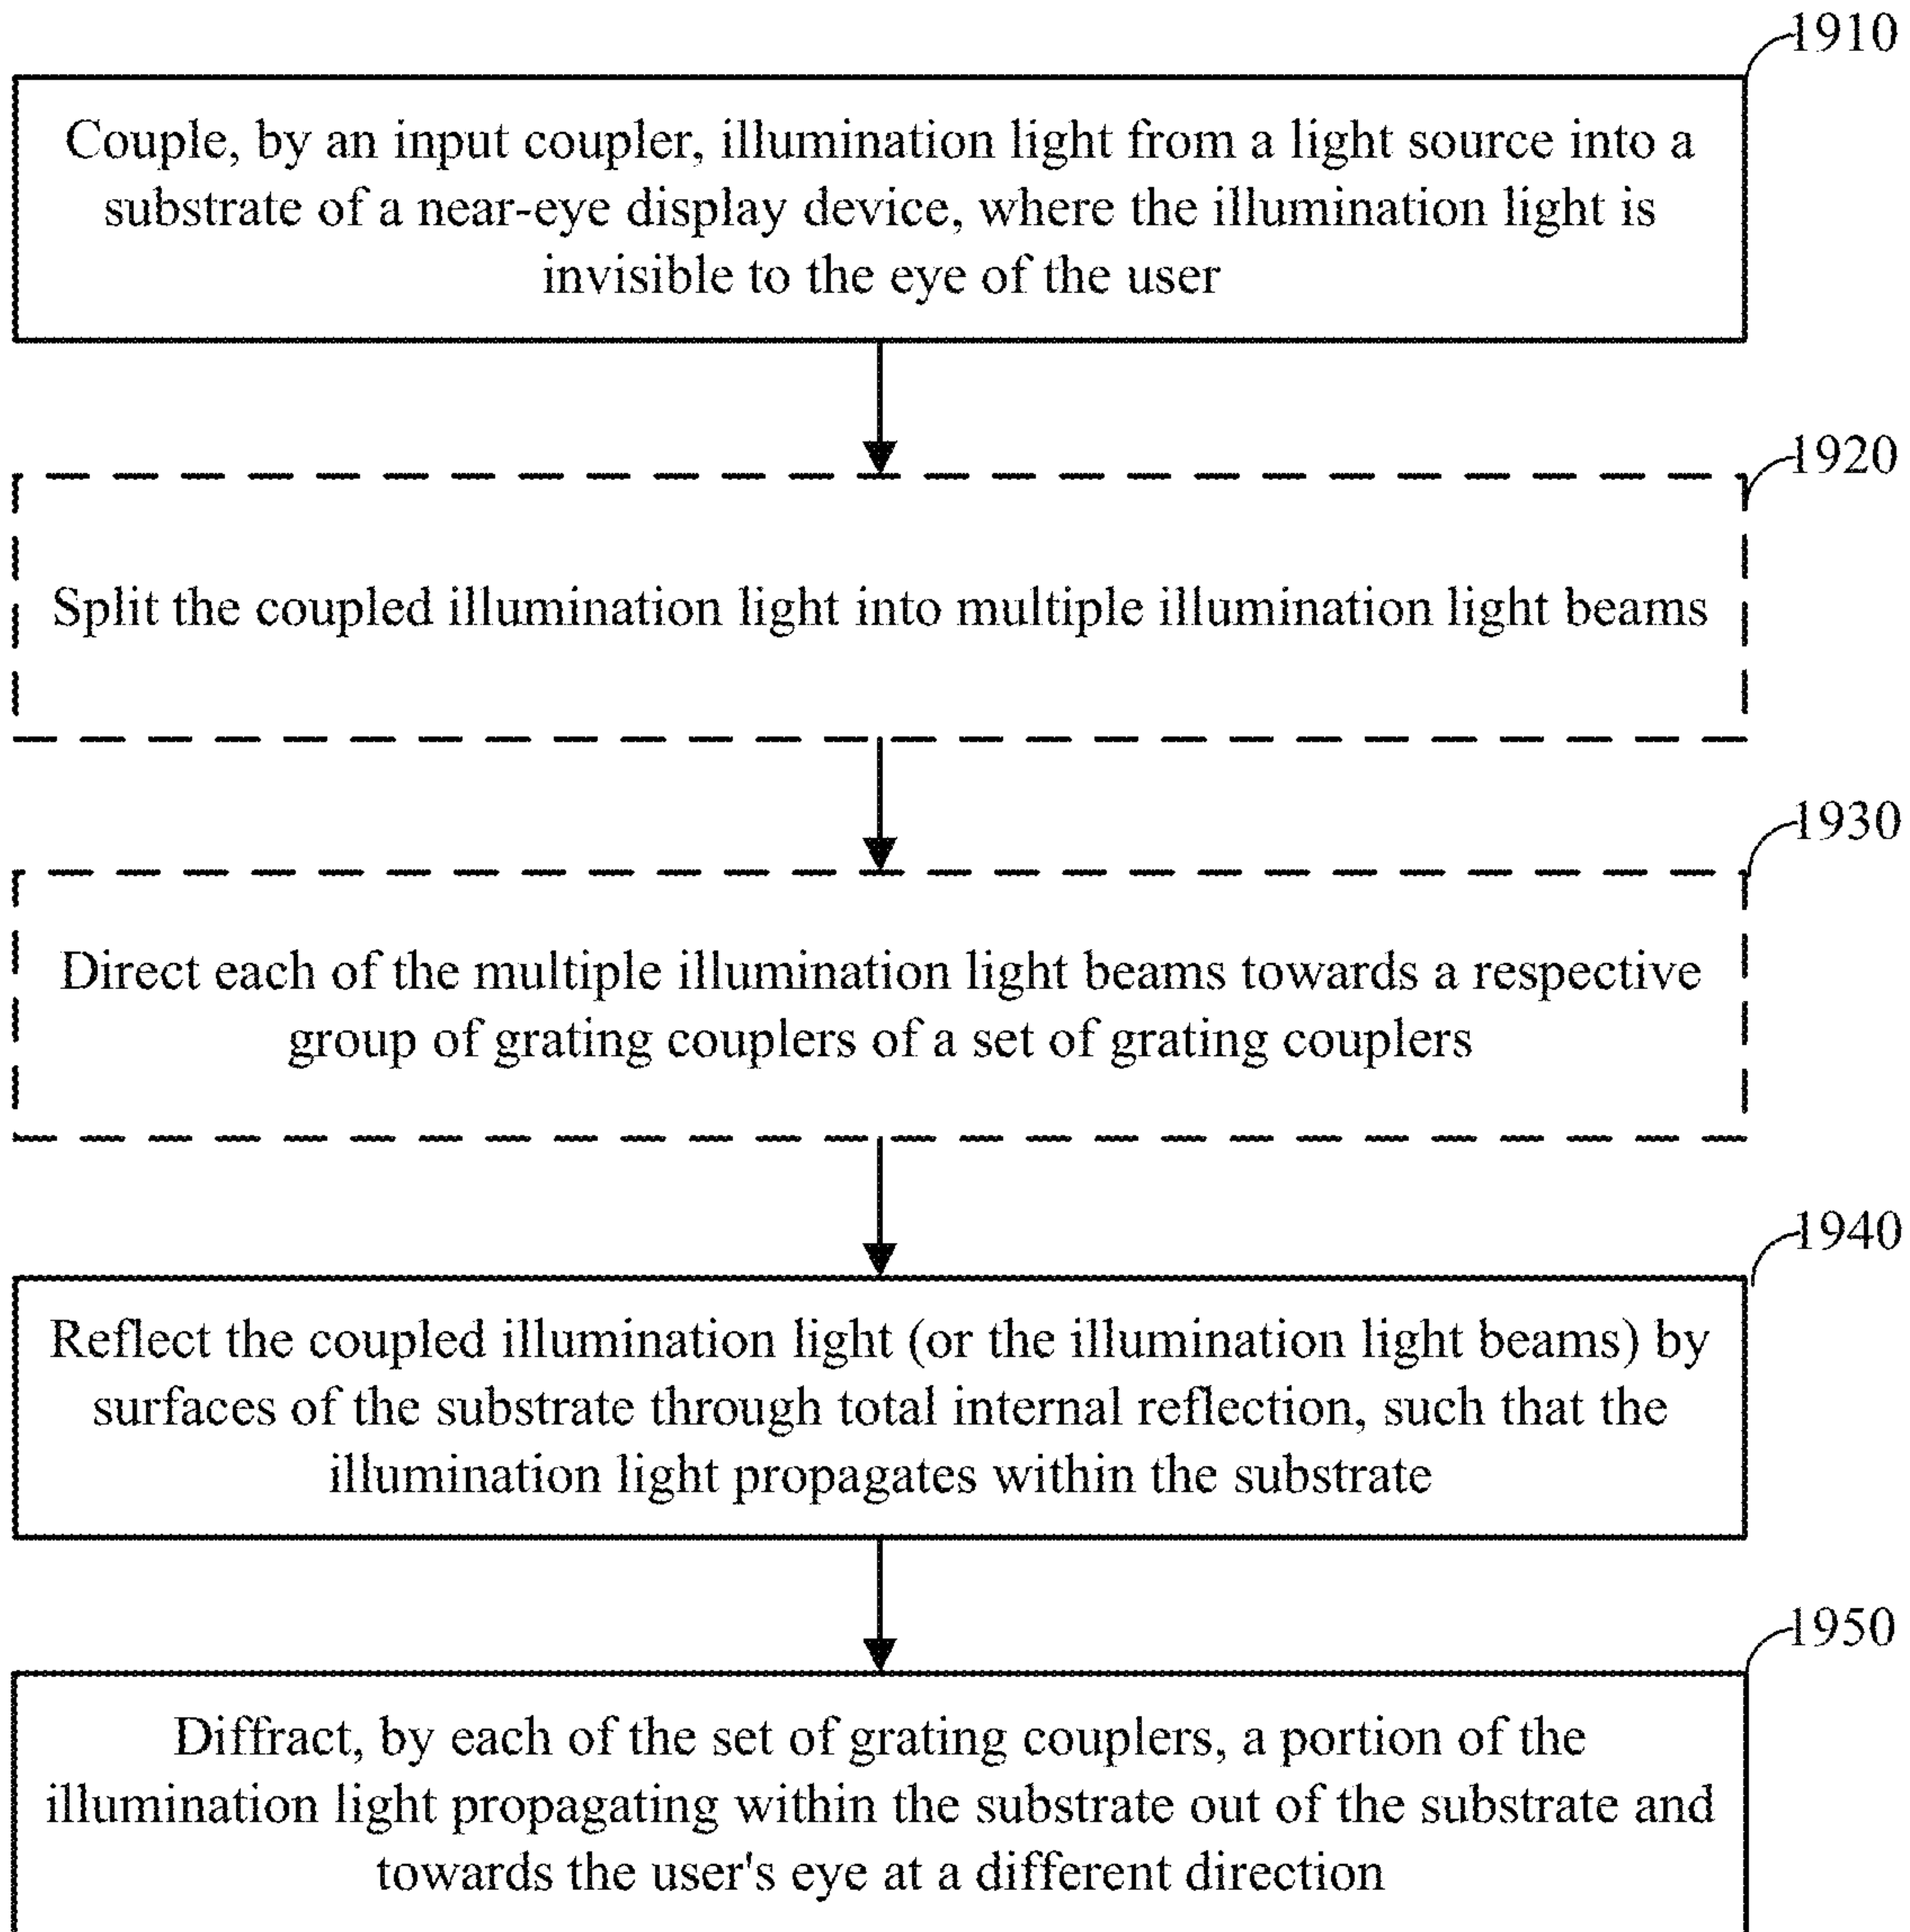 1910
Couple, by an input coupler, illumination light from a light source into a
substrate of a near-eye display device, where the illumination light is
invisible to the eye of the user
1920
Split the coupled illumination light into multiple illumination light beams
1930
Direct each of the multiple illumination light beams towards a respective
group of grating couplers of a set of grating couplers
1940
Reflect the coupled illumination light (or the illumination light beams) by
surfaces of the substrate through total internal reflection, such that the
illumination light propagates within the substrate
1950
Diffract, by each of the set of grating couplers, a portion of the
illumination light propagating within the substrate out of the substrate and
towards the user's eye at a different direction